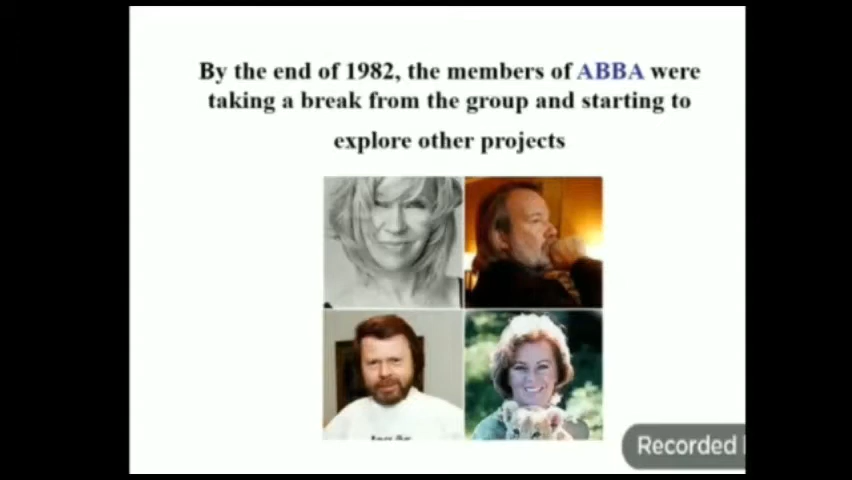 By the end of 1982, the members of ABBA were
taking a break from the group and starting to
explore other projects
Recorded